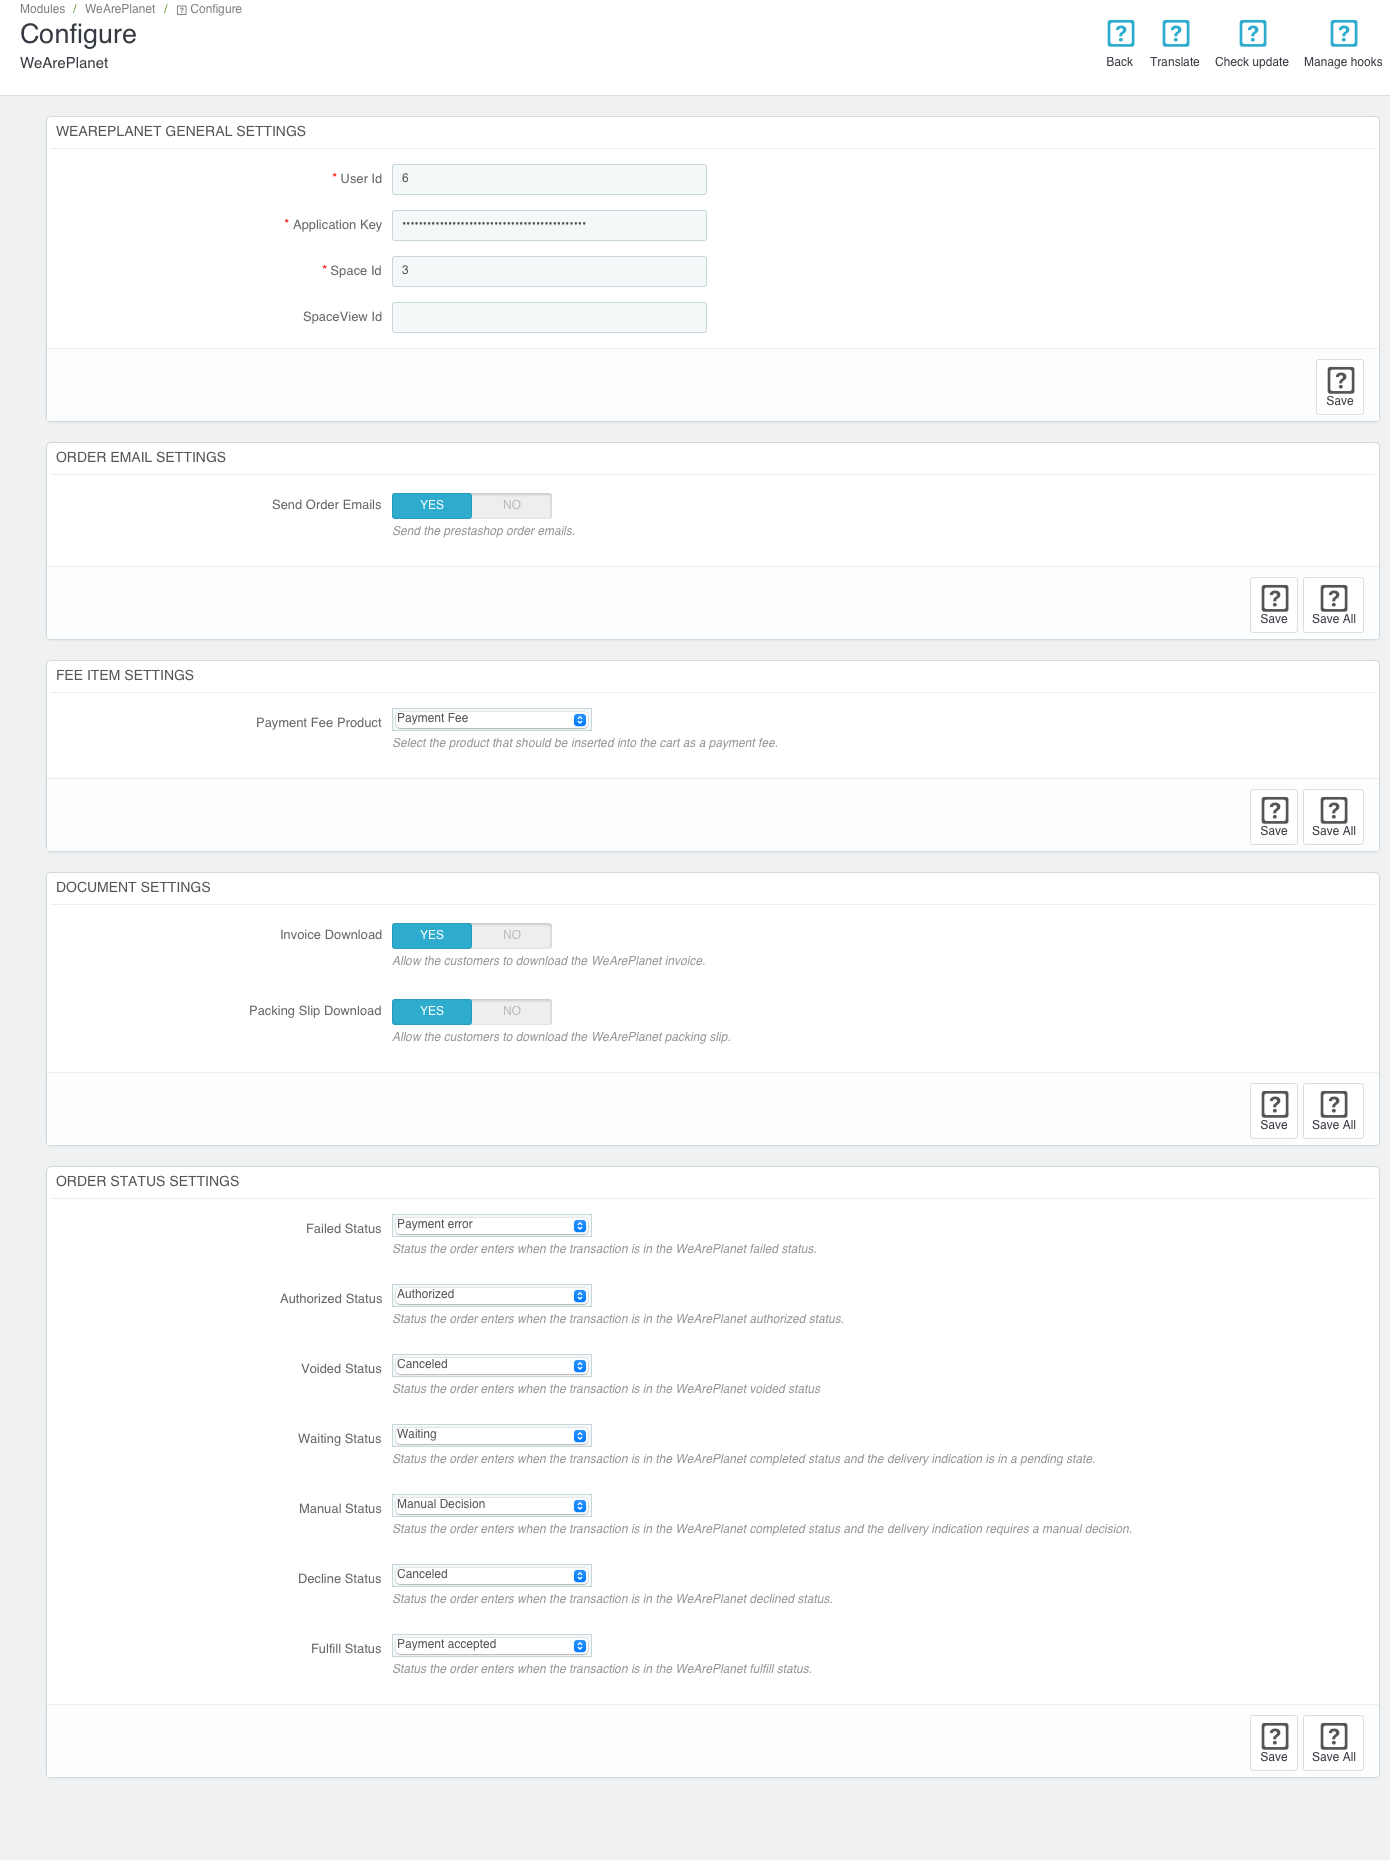 Modules / WeArePlanet / Configure
Configure
WeArePlanet
Back Translate Check update Manage hooks
WEAREPLANET GENERAL SETTINGS
* User Id 6
* Application Key ••••••••••••••••••••••••••••••••••••••••••••
* Space Id 3
SpaceView Id
Save
ORDER EMAIL SETTINGS
Send Order Emails YES NO
Send the prestashop order emails.
Save Save All
FEE ITEM SETTINGS
Payment Fee Product Payment Fee
Select the product that should be inserted into the cart as a payment fee.
Save Save All
DOCUMENT SETTINGS
Invoice Download YES NO
Allow the customers to download the WeArePlanet invoice.
Packing Slip Download YES NO
Allow the customers to download the WeArePlanet packing slip.
Save Save All
ORDER STATUS SETTINGS
Failed Status Payment error
Status the order enters when the transaction is in the WeArePlanet failed status.
Authorized Status Authorized
Status the order enters when the transaction is in the WeArePlanet authorized status.
Voided Status Canceled
Status the order enters when the transaction is in the WeArePlanet voided status
Waiting Status Waiting
Status the order enters when the transaction is in the WeArePlanet completed status and the delivery indication is in a pending state.
Manual Status Manual Decision
Status the order enters when the transaction is in the WeArePlanet completed status and the delivery indication requires a manual decision.
Decline Status Canceled
Status the order enters when the transaction is in the WeArePlanet declined status.
Fulfill Status Payment accepted
Status the order enters when the transaction is in the WeArePlanet fulfill status.
Save Save All